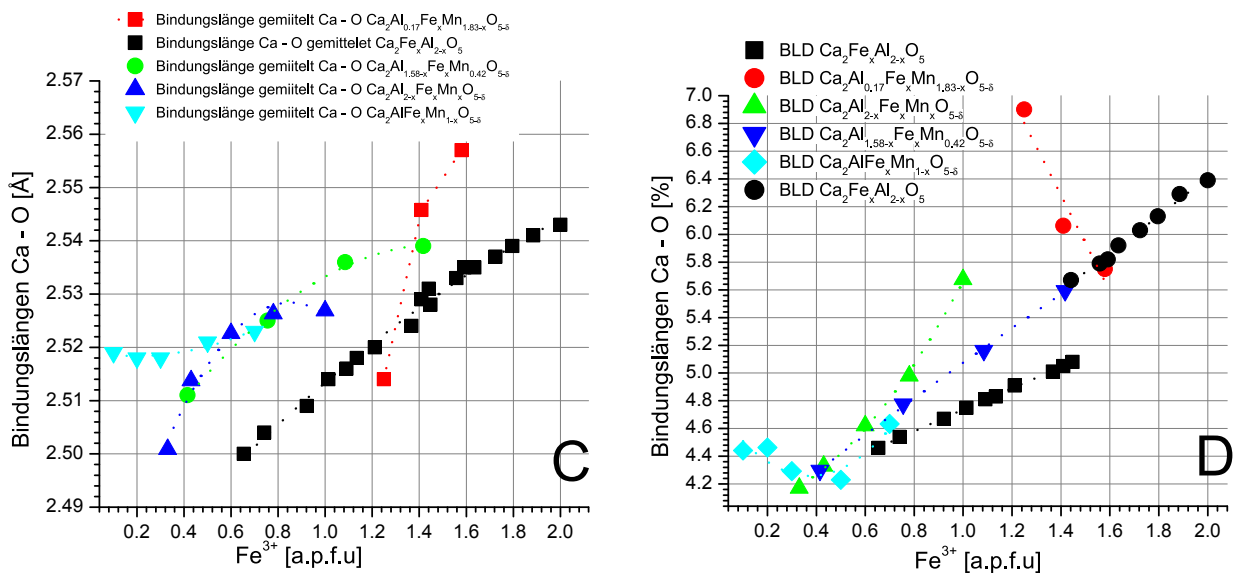 Bindungslänge gemiitelt Ca - O Ca2Al0.17FexMn1.83-xO5-δ
Bindungslänge Ca - O gemittelet Ca2FexAl2-xO5
Bindungslänge gemiitelt Ca - O Ca2Al1.58-xFexMn0.42O5-δ
Bindungslänge gemiitelt Ca - O Ca2Al2-xFexMnxO5-δ
Bindungslänge gemiitelt Ca - O Ca2AlFexMn1-xO5-δ
2.57
2.56
2.55
2.54
2.53
2.52
2.51
2.50
2.49
Bindungslängen Ca - O [Å]
C
0.2 0.4 0.6 0.8 1.0 1.2 1.4 1.6 1.8 2.0
Fe3+ [a.p.f.u]
BLD Ca2FexAl2-xO5
BLD Ca2Al0.17FexMn1.83-xO5-δ
BLD Ca2Al2-xFexMnxO5-δ
BLD Ca2Al1.58-xFexMn0.42O5-δ
BLD Ca2AlFexMn1-xO5-δ
BLD Ca2FexAl2-xO5
7.0
6.8
6.6
6.4
6.2
6.0
5.8
5.6
5.4
5.2
5.0
4.8
4.6
4.4
4.2
Bindungslängen Ca - O [%]
D
0.2 0.4 0.6 0.8 1.0 1.2 1.4 1.6 1.8 2.0
Fe3+ [a.p.f.u]